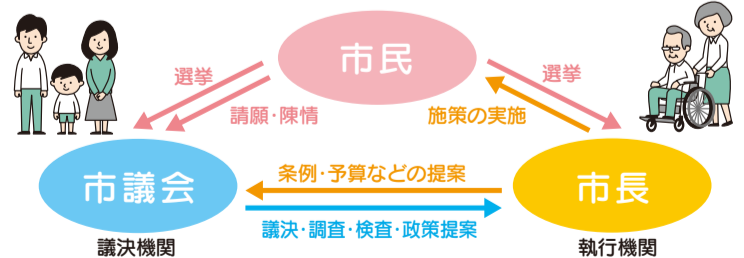 市民
選挙
選挙
請願・陳情
施策の実施
市議会
条例・予算などの提案
市長
議決・調査・検査・政策提案
議決機関
執行機関